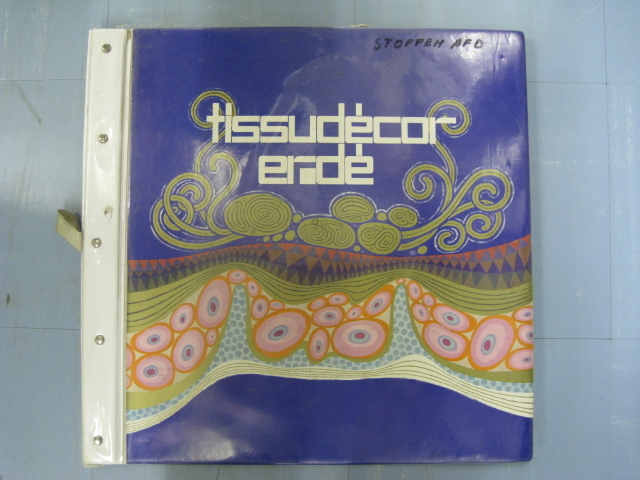 STOFFEN AFD
tissudécor
erdé